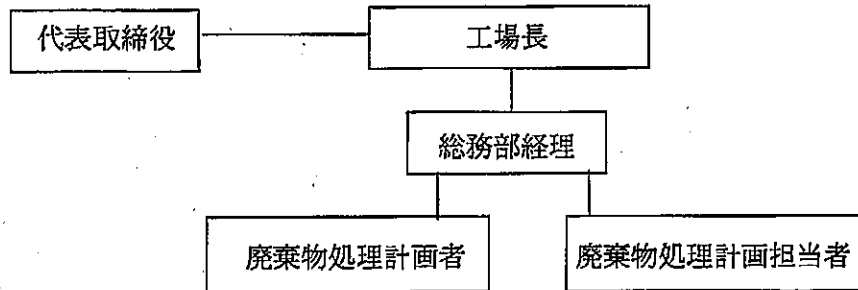 代表取締役
工場長
総務部経理
廃棄物処理計画者
廃棄物処理計画担当者